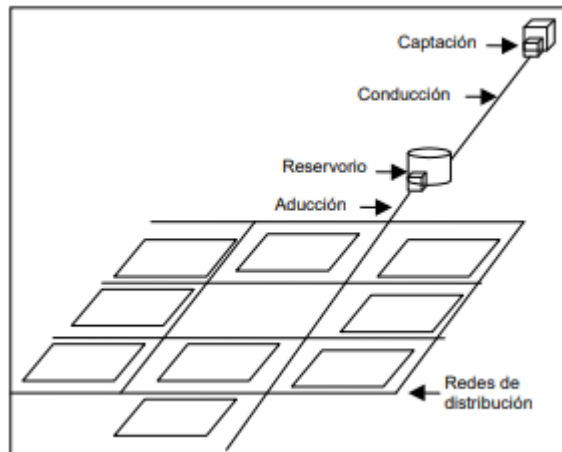 Captación
Conducción
Reservorio
Aducción
Redes de
distribución